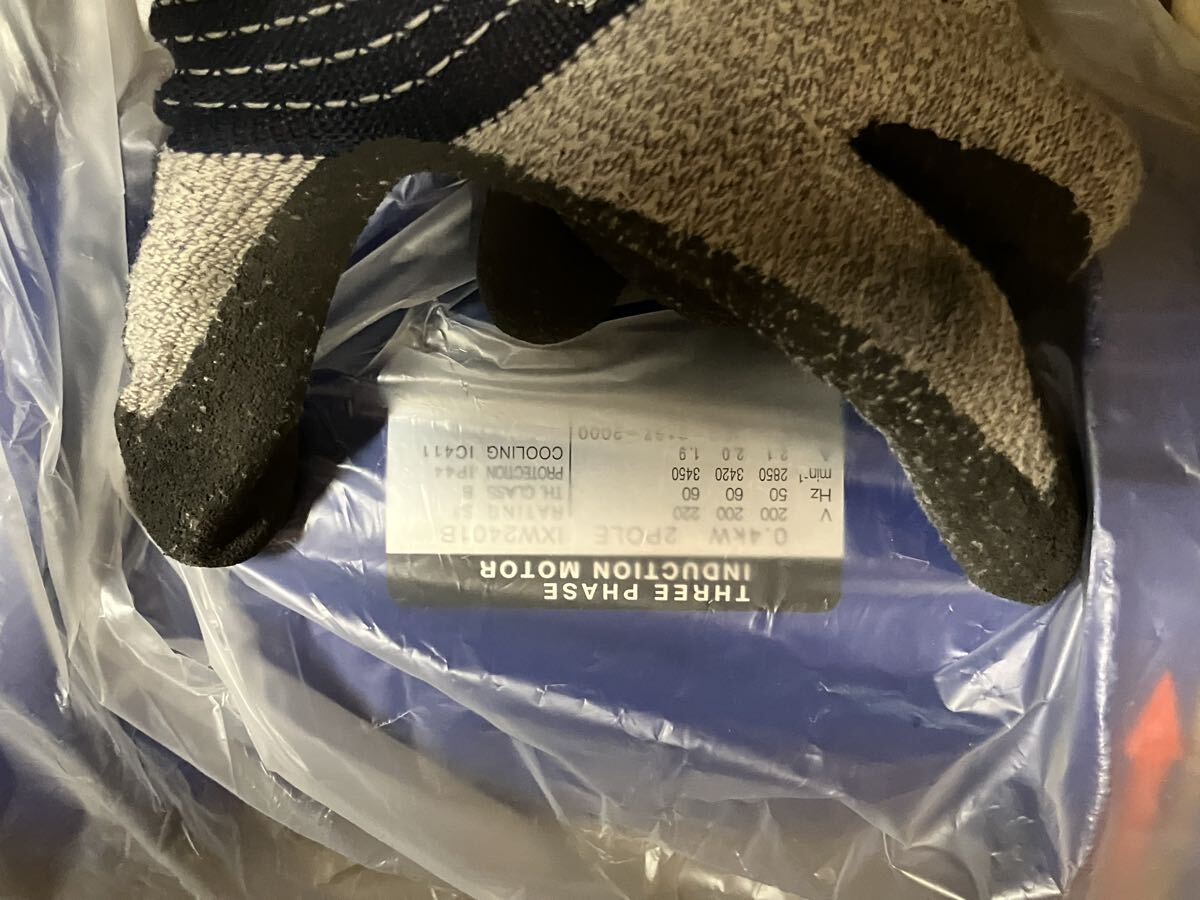 THREE PHASE
INDUCTION MOTOR
0.4KW 2POLE IXW2401B
V 200 200 220
Hz 50 60 60
min⁻¹ 2850 3420 3450
A 2.1 2.0 1.9
RATING S1
TH.CLASS B
PROTECTION IP44
COOLING IC411